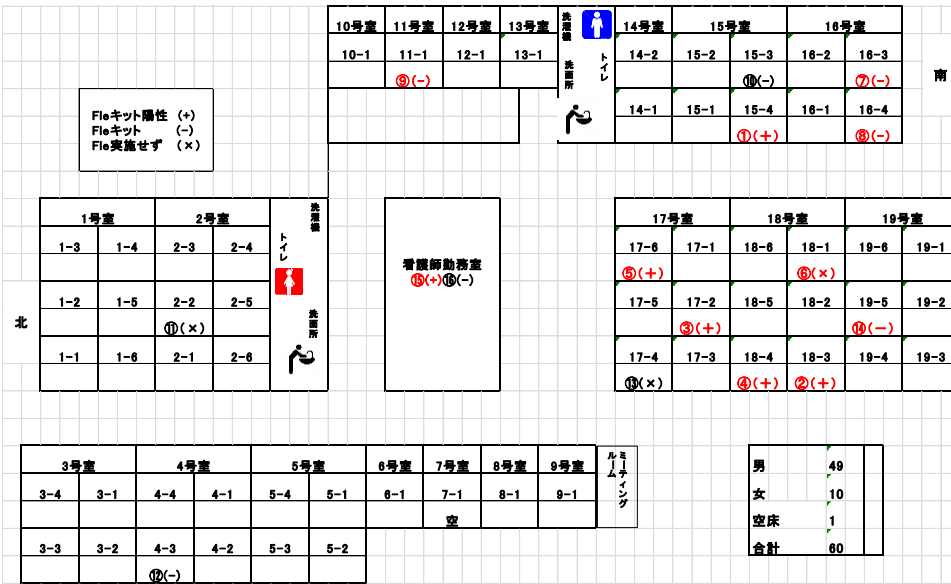 10号室 11号室 12号室 13号室 洗濯機 14号室 15号室 16号室
10-1 11-1 12-1 13-1 トイレ 14-2 15-2 15-3 16-2 16-3 南
⑨(-) 洗面所 ⑩(-) ⑦(-)
14-1 15-1 15-4 16-1 16-4
①(+) ⑧(-)
Fleキット陽性 (+)
Fleキット (-)
Fle実施せず (×)
1号室 2号室 洗濯機 17号室 18号室 19号室
1-3 1-4 2-3 2-4 トイレ 17-6 17-1 18-6 18-1 19-6 19-1
看護師勤務室
⑮(+)⑯(-)
⑤(+) ⑥(×)
1-2 1-5 2-2 2-5 17-5 17-2 18-5 18-2 19-5 19-2
北 ⑪(×) 洗面所 ③(+) ⑭(-)
1-1 1-6 2-1 2-6 17-4 17-3 18-4 18-3 19-4 19-3
⑬(×) ④(+) ②(+)
3号室 4号室 5号室 6号室 7号室 8号室 9号室 ミーティングルーム
3-4 3-1 4-4 4-1 5-4 5-1 6-1 7-1 8-1 9-1
空
3-3 3-2 4-3 4-2 5-3 5-2
⑫(-)
男 49
女 10
空床 1
合計 60